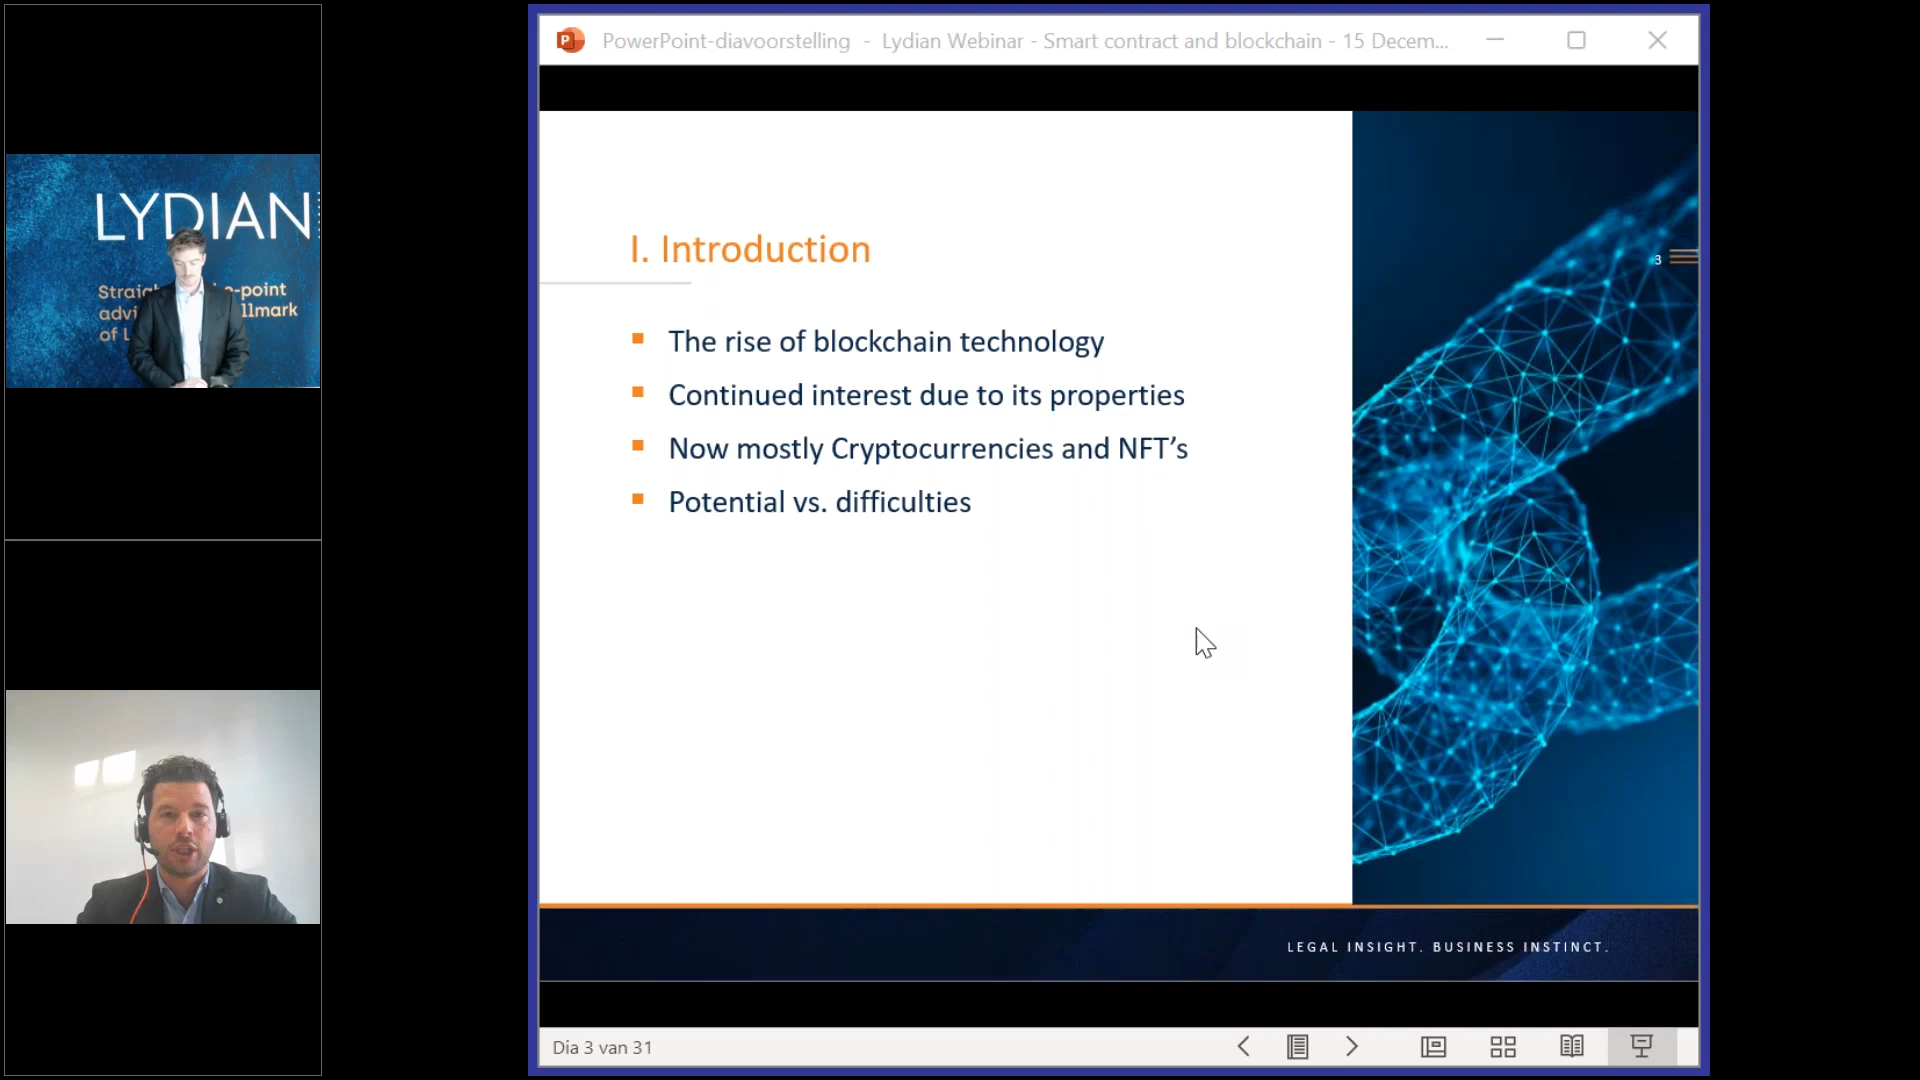 PowerPoint-diavoorstelling - Lydian Webinar - Smart contract and blockchain - 15 Decem...
LYDIAN
of L
I. Introduction
3
▪ The rise of blockchain technology
▪ Continued interest due to its properties
▪ Now mostly Cryptocurrencies and NFT's
▪ Potential vs. difficulties
LEGAL INSIGHT. BUSINESS INSTINCT.
Dia 3 van 31